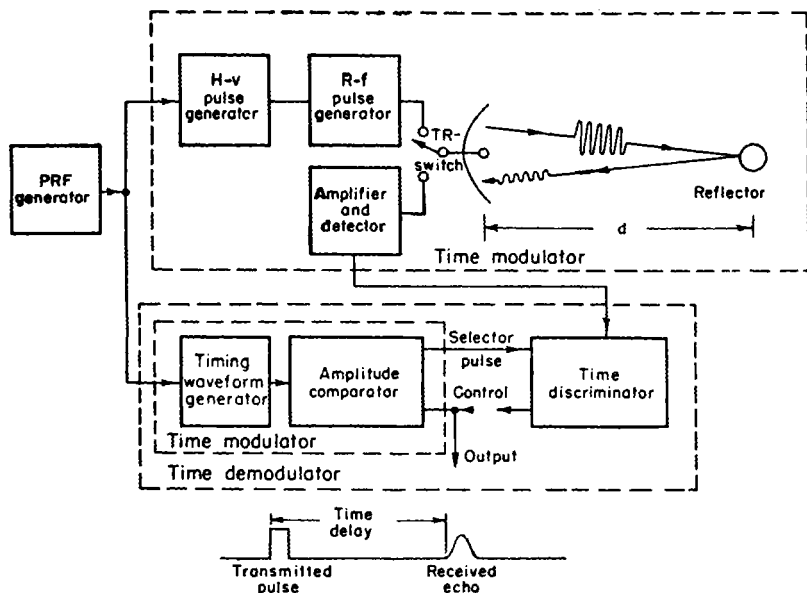 H-v
pulse
generator
R-f
pulse
generator
TR-
switch
PRF
generator
Amplifier
and
detector
Reflector
d
Time modulator
Timing
waveform
generator
Amplitude
comparator
Selector
pulse
Control
Time
discriminator
Time modulator
Output
Time demodulator
Time
delay
Transmitted
pulse
Received
echo